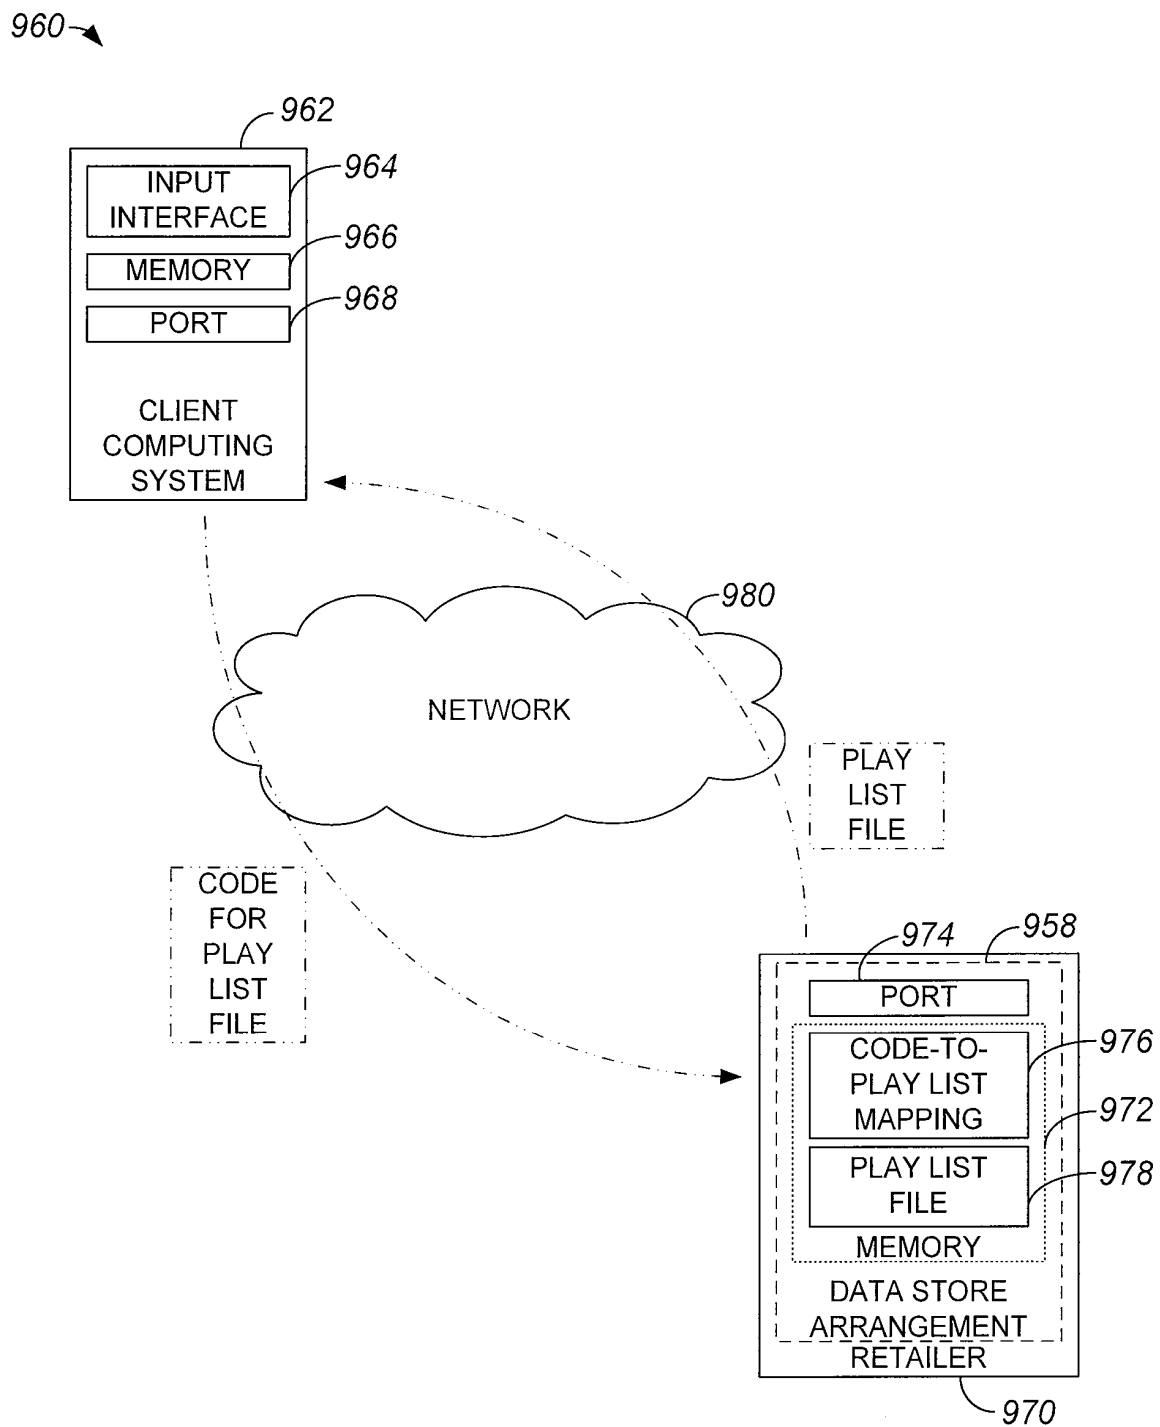 960
962
INPUT
INTERFACE
964
MEMORY
966
PORT
968
CLIENT
COMPUTING
SYSTEM
980
NETWORK
PLAY
LIST
FILE
CODE
FOR
PLAY
LIST
FILE
974
958
PORT
CODE-TO-
PLAY LIST
MAPPING
976
972
PLAY LIST
FILE
978
MEMORY
DATA STORE
ARRANGEMENT
RETAILER
970